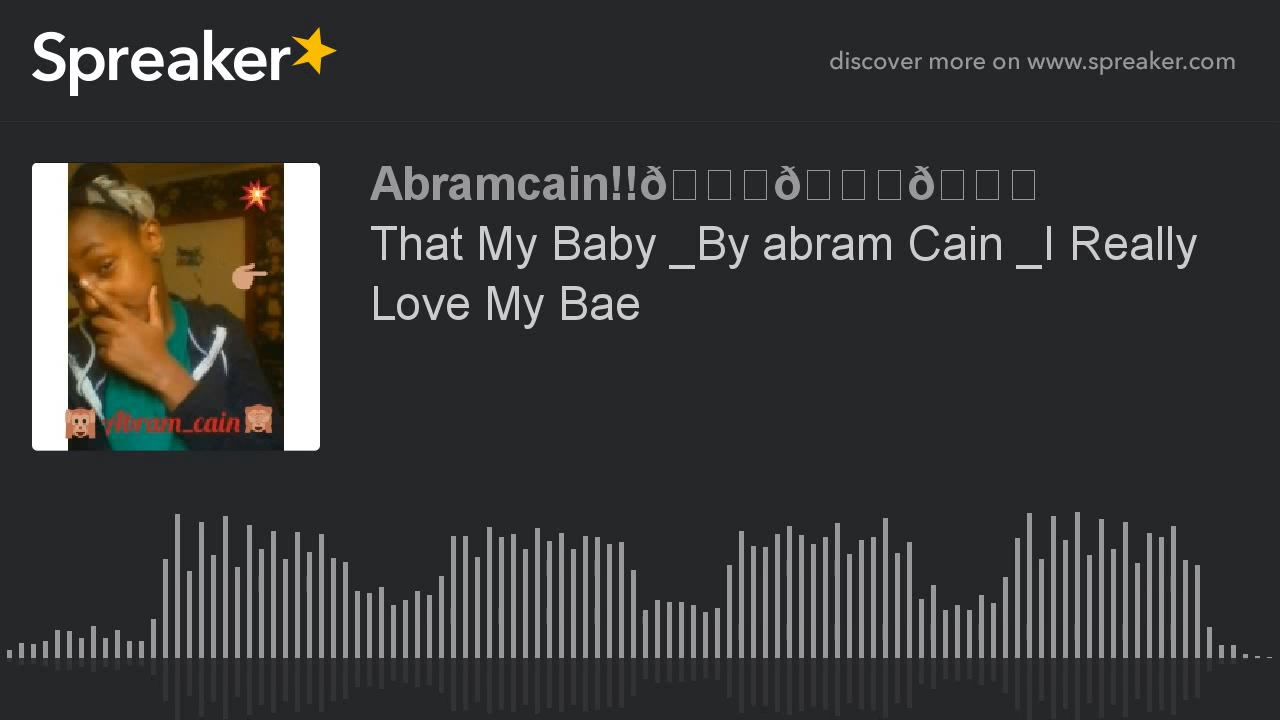 Spreaker
discover more on www.spreaker.com
Abramcain!!ð□□□ð□□□ð□□□
That My Baby _By abram Cain _I Really
Love My Bae
Abram_cain